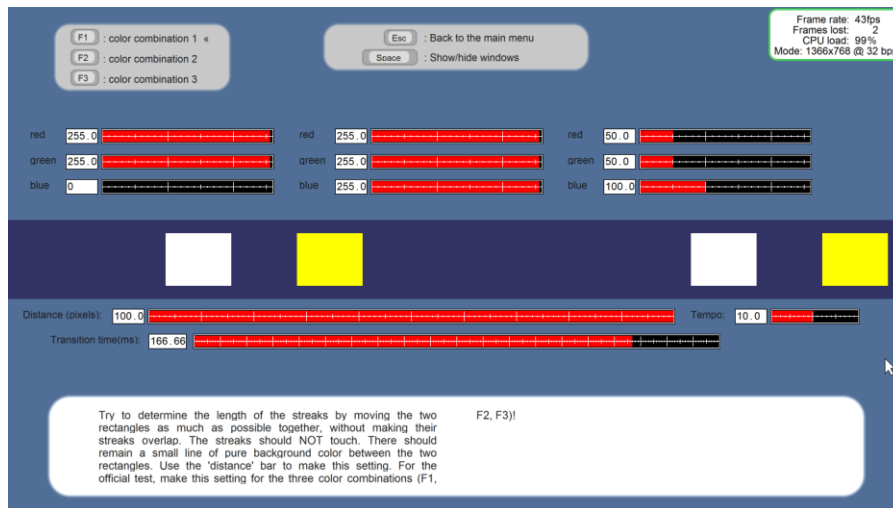 F1 : color combination 1 «
F2 : color combination 2
F3 : color combination 3
Esc : Back to the main menu
Space : Show/hide windows
Frame rate: 43fps
Frames lost: 2
CPU load: 99%
Mode: 1366x768 @ 32 bp
red 255.0
green 255.0
blue 0
red 255.0
green 255.0
blue 255.0
red 50.0
green 50.0
blue 100.0
Distance (pixels): 100.0
Tempo: 10.0
Transition time(ms): 166.66
Try to determine the length of the streaks by moving the two
rectangles as much as possible together, without making their
streaks overlap. The streaks should NOT touch. There should
remain a small line of pure background color between the two
rectangles. Use the 'distance' bar to make this setting. For the
official test, make this setting for the three color combinations (F1,
F2, F3)!